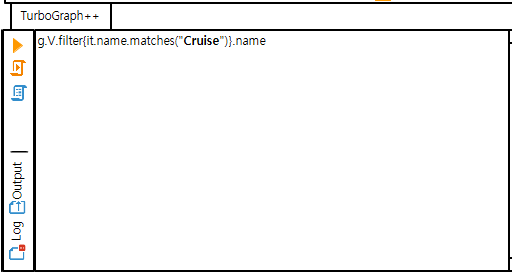 TurboGraph++
g.V.filter{it.name.matches("Cruise")}.name
Output
Log